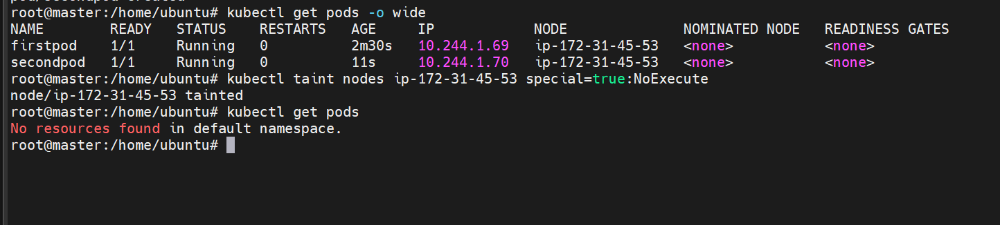 root@master:/home/ubuntu# kubectl get pods -o wide
NAME        READY   STATUS    RESTARTS   AGE     IP            NODE              NOMINATED NODE   READINESS GATES
firstpod    1/1     Running   0          2m30s   10.244.1.69   ip-172-31-45-53   <none>           <none>
secondpod   1/1     Running   0          11s     10.244.1.70   ip-172-31-45-53   <none>           <none>
root@master:/home/ubuntu# kubectl taint nodes ip-172-31-45-53 special=true:NoExecute
node/ip-172-31-45-53 tainted
root@master:/home/ubuntu# kubectl get pods
No resources found in default namespace.
root@master:/home/ubuntu#